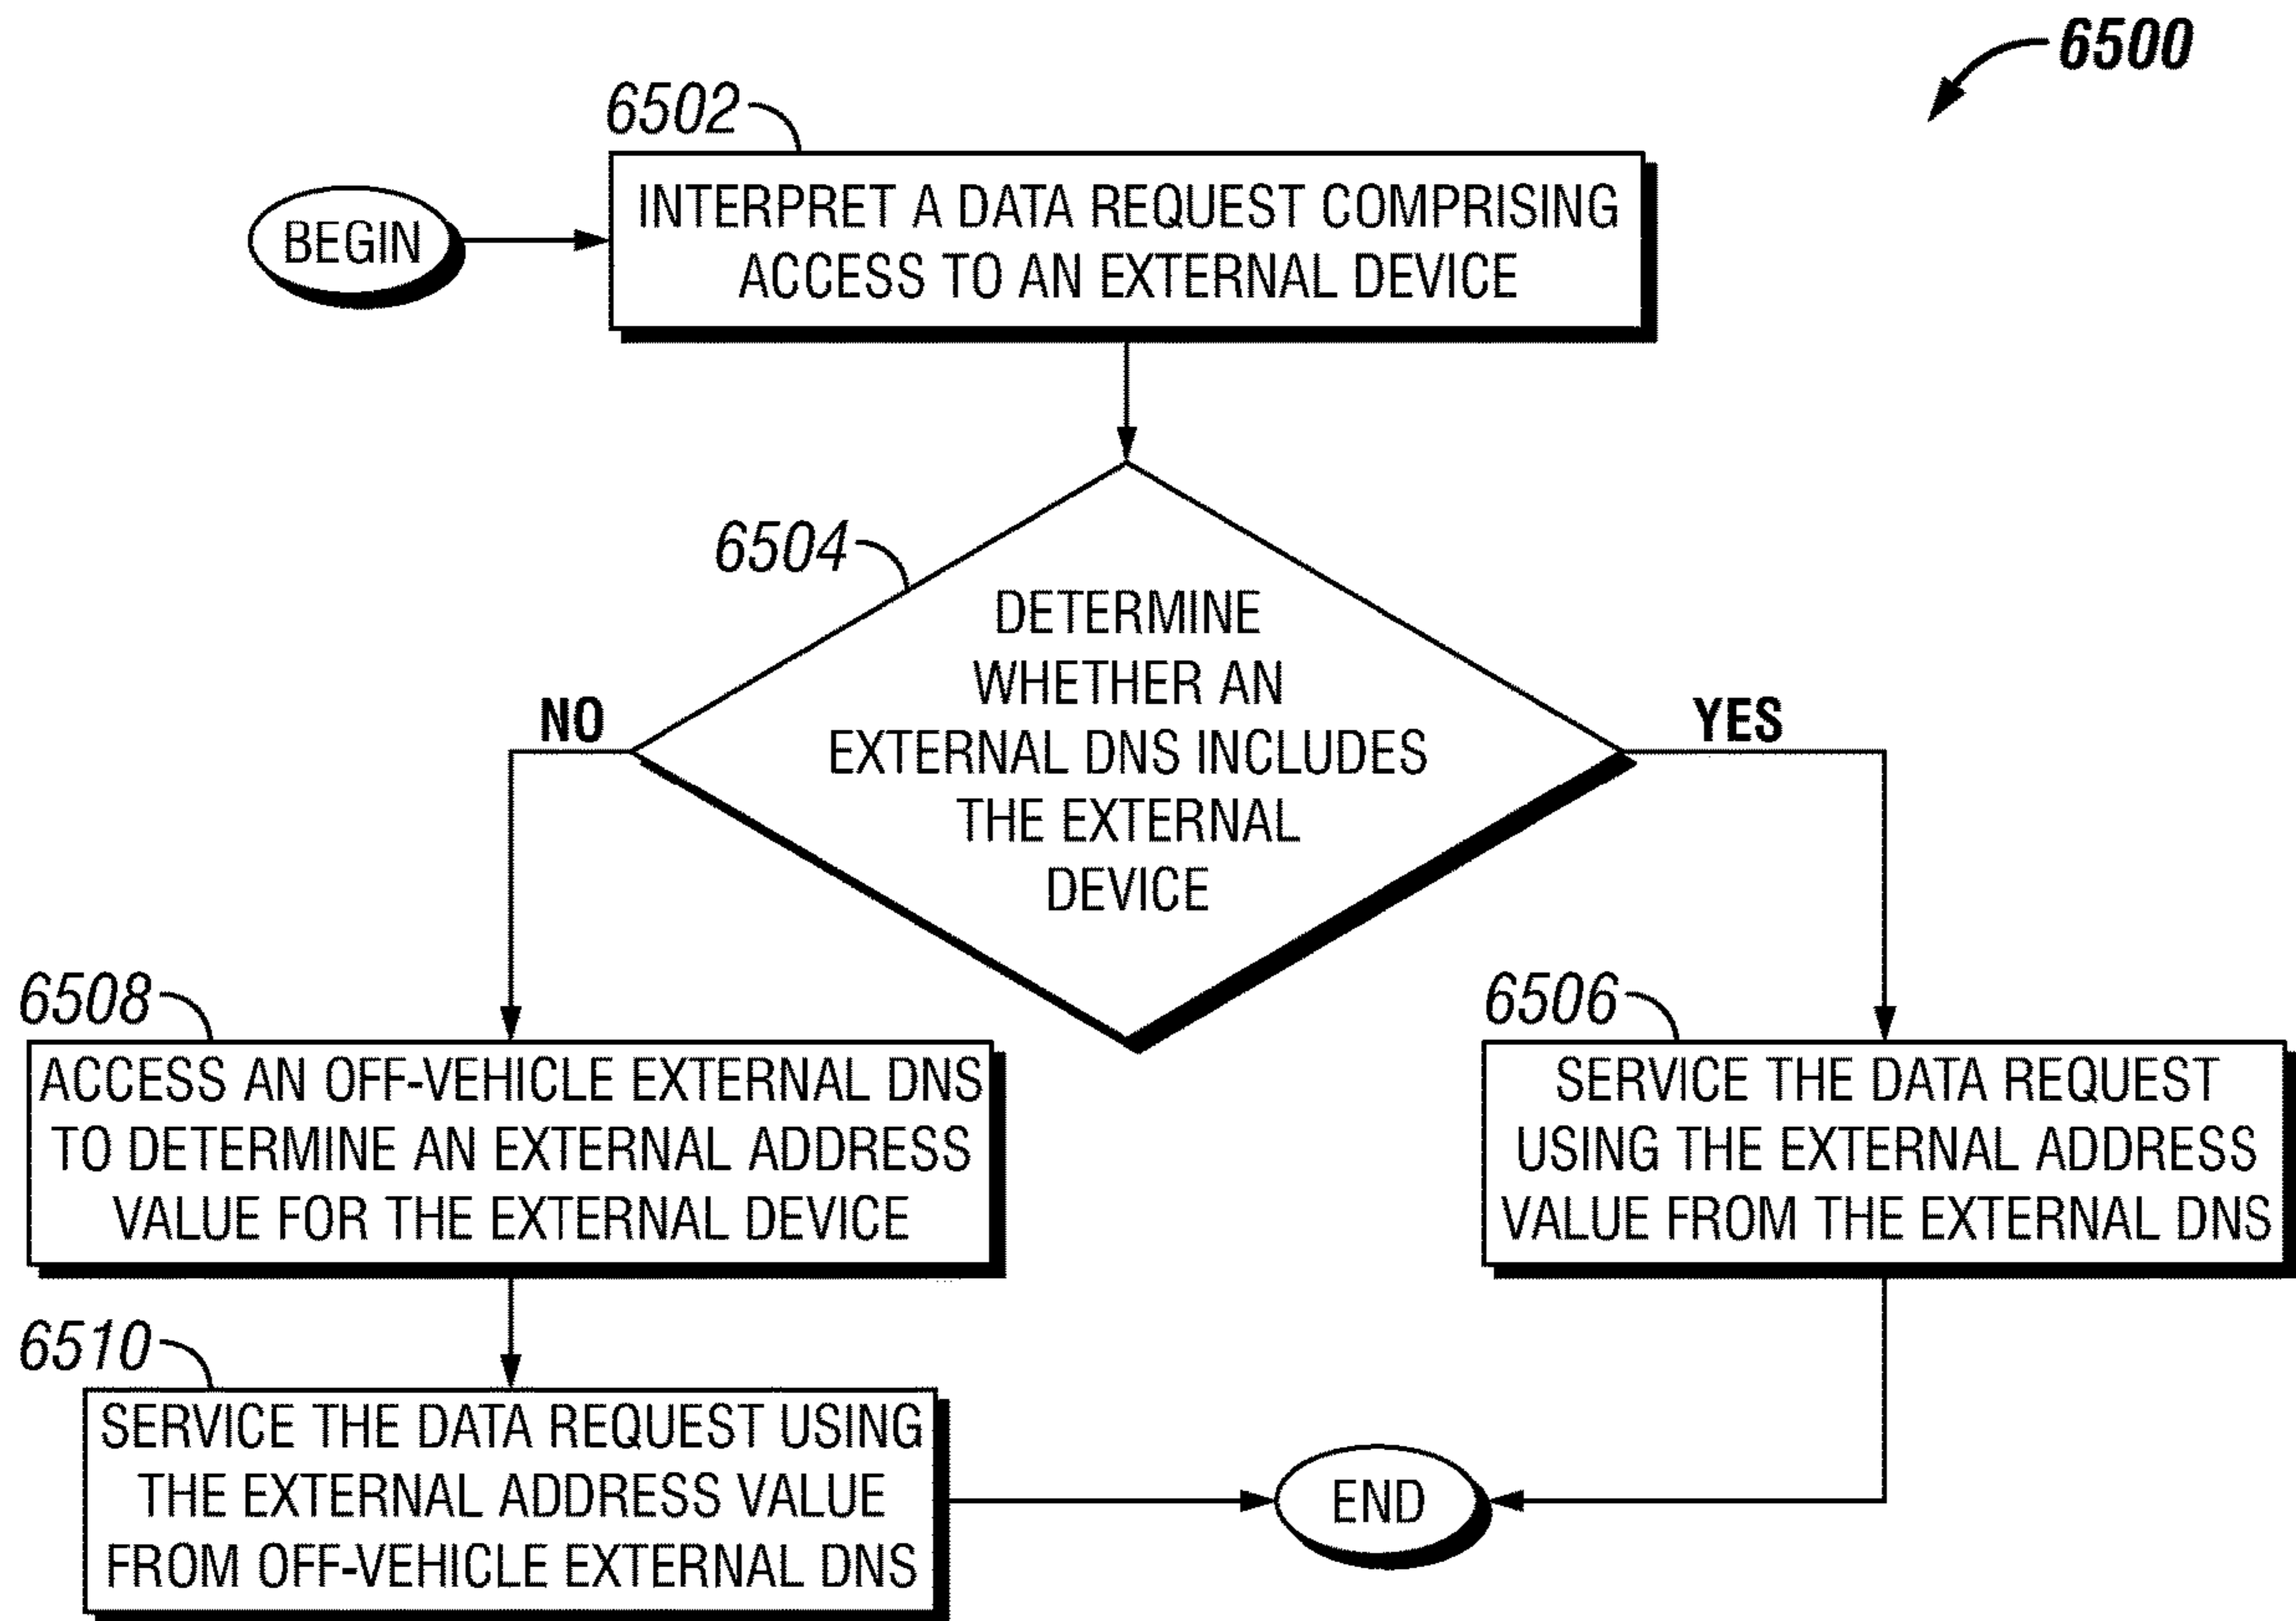 6500
6502
BEGIN
INTERPRET A DATA REQUEST COMPRISING
ACCESS TO AN EXTERNAL DEVICE
6504
DETERMINE
WHETHER AN
EXTERNAL DNS INCLUDES
THE EXTERNAL
DEVICE
NO
YES
6508
ACCESS AN OFF-VEHICLE EXTERNAL DNS
TO DETERMINE AN EXTERNAL ADDRESS
VALUE FOR THE EXTERNAL DEVICE
6506
SERVICE THE DATA REQUEST
USING THE EXTERNAL ADDRESS
VALUE FROM THE EXTERNAL DNS
6510
SERVICE THE DATA REQUEST USING
THE EXTERNAL ADDRESS VALUE
FROM OFF-VEHICLE EXTERNAL DNS
END